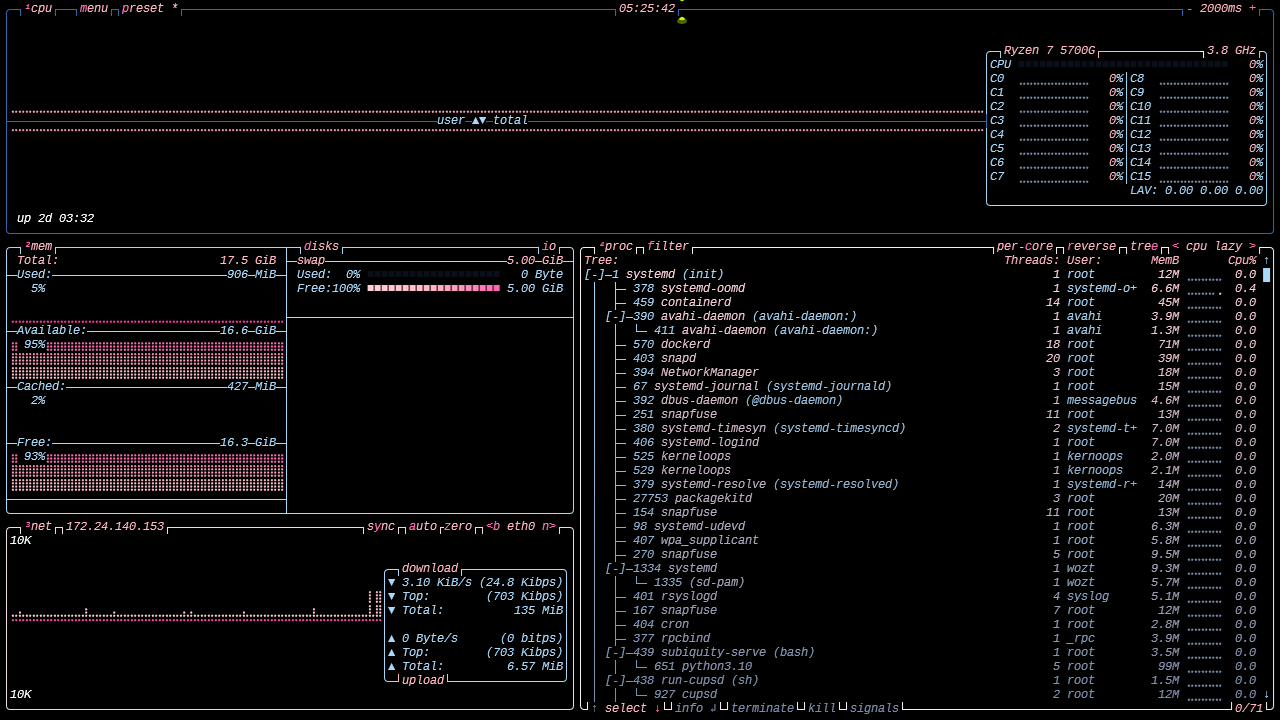 ¹cpu menu preset * 05:25:42 - 2000ms +
Ryzen 7 5700G 3.8 GHz
CPU 0%
C0 0% C8 0%
C1 0% C9 0%
C2 0% C10 0%
C3 0% C11 0%
C4 0% C12 0%
C5 0% C13 0%
C6 0% C14 0%
C7 0% C15 0%
LAV: 0.00 0.00 0.00
user ▲▼ total
up 2d 03:32
²mem
Total: 17.5 GiB
Used: 906 MiB
5%
Available: 16.6 GiB
95%
Cached: 427 MiB
2%
Free: 16.3 GiB
93%
disks io
swap 5.00 GiB
Used: 0% 0 Byte
Free:100% 5.00 GiB
³net 172.24.140.153 sync auto zero <b eth0 n>
10K
download
▼ 3.10 KiB/s (24.8 Kibps)
▼ Top: (703 Kibps)
▼ Total: 135 MiB
▲ 0 Byte/s (0 bitps)
▲ Top: (703 Kibps)
▲ Total: 6.57 MiB
upload
10K
⁴proc filter per-core reverse tree < cpu lazy >
Tree: Threads: User: MemB Cpu% ↑
[-]─1 systemd (init) 1 root 12M 0.0
├─ 378 systemd-oomd 1 systemd-o+ 6.6M 0.4
├─ 459 containerd 14 root 45M 0.0
[-]─390 avahi-daemon (avahi-daemon:) 1 avahi 3.9M 0.0
│ └─ 411 avahi-daemon (avahi-daemon:) 1 avahi 1.3M 0.0
├─ 570 dockerd 18 root 71M 0.0
├─ 403 snapd 20 root 39M 0.0
├─ 394 NetworkManager 3 root 18M 0.0
├─ 67 systemd-journal (systemd-journald) 1 root 15M 0.0
├─ 392 dbus-daemon (@dbus-daemon) 1 messagebus 4.6M 0.0
├─ 251 snapfuse 11 root 13M 0.0
├─ 380 systemd-timesyn (systemd-timesyncd) 2 systemd-t+ 7.0M 0.0
├─ 406 systemd-logind 1 root 7.0M 0.0
├─ 525 kerneloops 1 kernoops 2.0M 0.0
├─ 529 kerneloops 1 kernoops 2.1M 0.0
├─ 379 systemd-resolve (systemd-resolved) 1 systemd-r+ 14M 0.0
├─ 27753 packagekitd 3 root 20M 0.0
├─ 154 snapfuse 11 root 13M 0.0
├─ 98 systemd-udevd 1 root 6.3M 0.0
├─ 407 wpa_supplicant 1 root 5.8M 0.0
├─ 270 snapfuse 5 root 9.5M 0.0
[-]─1334 systemd 1 wozt 9.3M 0.0
│ └─ 1335 (sd-pam) 1 wozt 5.7M 0.0
├─ 401 rsyslogd 4 syslog 5.1M 0.0
├─ 167 snapfuse 7 root 12M 0.0
├─ 404 cron 1 root 2.8M 0.0
├─ 377 rpcbind 1 _rpc 3.9M 0.0
[-]─439 subiquity-serve (bash) 1 root 3.5M 0.0
│ └─ 651 python3.10 5 root 99M 0.0
[-]─438 run-cupsd (sh) 1 root 1.5M 0.0
│ └─ 927 cupsd 2 root 12M 0.0 ↓
↑ select ↓ info ↲ terminate kill signals 0/71